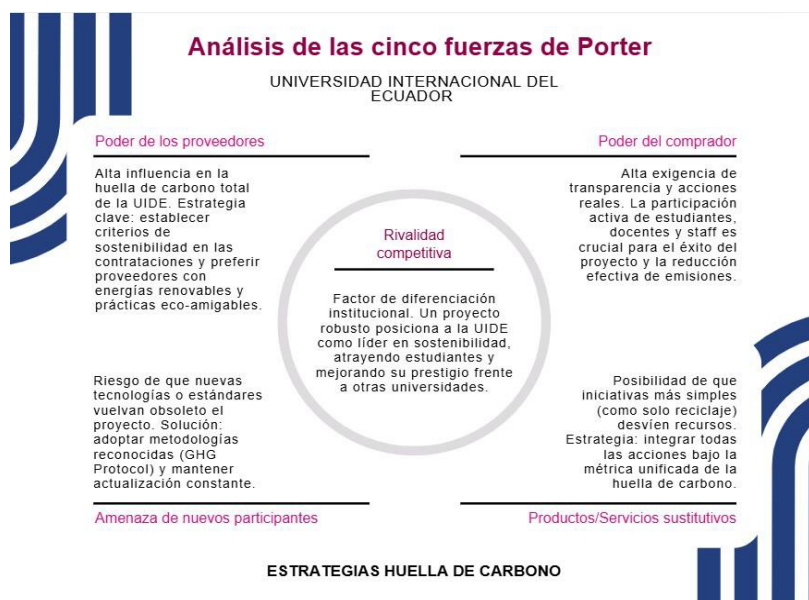 Análisis de las cinco fuerzas de Porter
UNIVERSIDAD INTERNACIONAL DEL
ECUADOR
Poder de los proveedores
Alta influencia en la
huella de carbono total
de la UIDE. Estrategia
clave: establecer
criterios de
sostenibilidad en las
contrataciones y preferir
proveedores con
energías renovables y
prácticas eco-amigables.
Poder del comprador
Alta exigencia de
transparencia y acciones
reales. La participación
activa de estudiantes,
docentes y staff es
crucial para el éxito del
proyecto y la reducción
efectiva de emisiones.
Rivalidad
competitiva
Factor de diferenciación
institucional. Un proyecto
robusto posiciona a la UIDE
como líder en sostenibilidad,
atrayendo estudiantes y
mejorando su prestigio frente
a otras universidades.
Riesgo de que nuevas
tecnologías o estándares
vuelvan obsoleto el
proyecto. Solución:
adoptar metodologías
reconocidas (GHG
Protocol) y mantener
actualización constante.
Amenaza de nuevos participantes
Posibilidad de que
iniciativas más simples
(como solo reciclaje)
desvíen recursos.
Estrategia: integrar todas
las acciones bajo la
métrica unificada de la
huella de carbono.
Productos/Servicios sustitutivos
ESTRATEGIAS HUELLA DE CARBONO